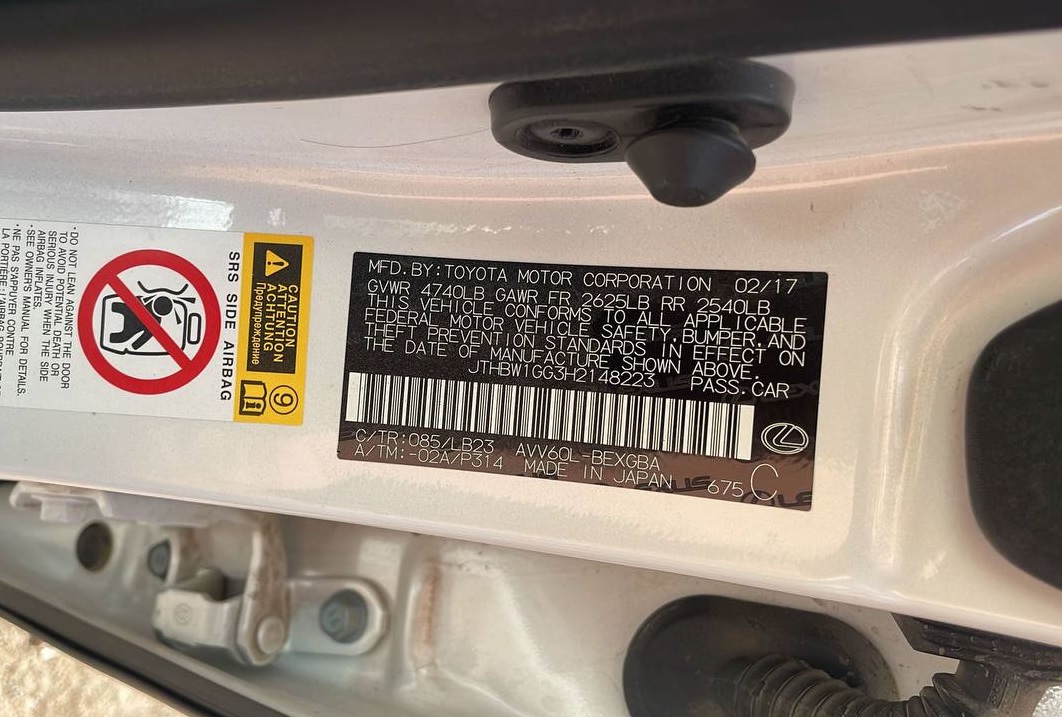 MFD.BY:TOYOTA MOTOR CORPORATION 02/17
GVWR 4740LB GAWR FR 2625LB RR 2540LB
THIS VEHICLE CONFORMS TO ALL APPLICABLE
FEDERAL MOTOR VEHICLE SAFETY,BUMPER,AND
THEFT PREVENTION STANDARDS IN EFFECT ON
THE DATE OF MANUFACTURE SHOWN ABOVE.
JTHBW1GG3H2148223 PASS.CAR
C/TR:085/LB23 AVV60L-BEXGBA
A/TM:-02A/P314 MADE IN JAPAN 675 C
CAUTION
ATTENTION
ACHTUNG
Предупреждение
9
SRS SIDE AIRBAG
·DO NOT LEAN AGAINST THE DOOR
TO AVOID POTENTIAL DEATH OR
SERIOUS INJURY WHEN THE SIDE
AIRBAG INFLATES.
·SEE OWNER'S MANUAL FOR DETAILS.
·NE PAS S'APPUYER CONTRE